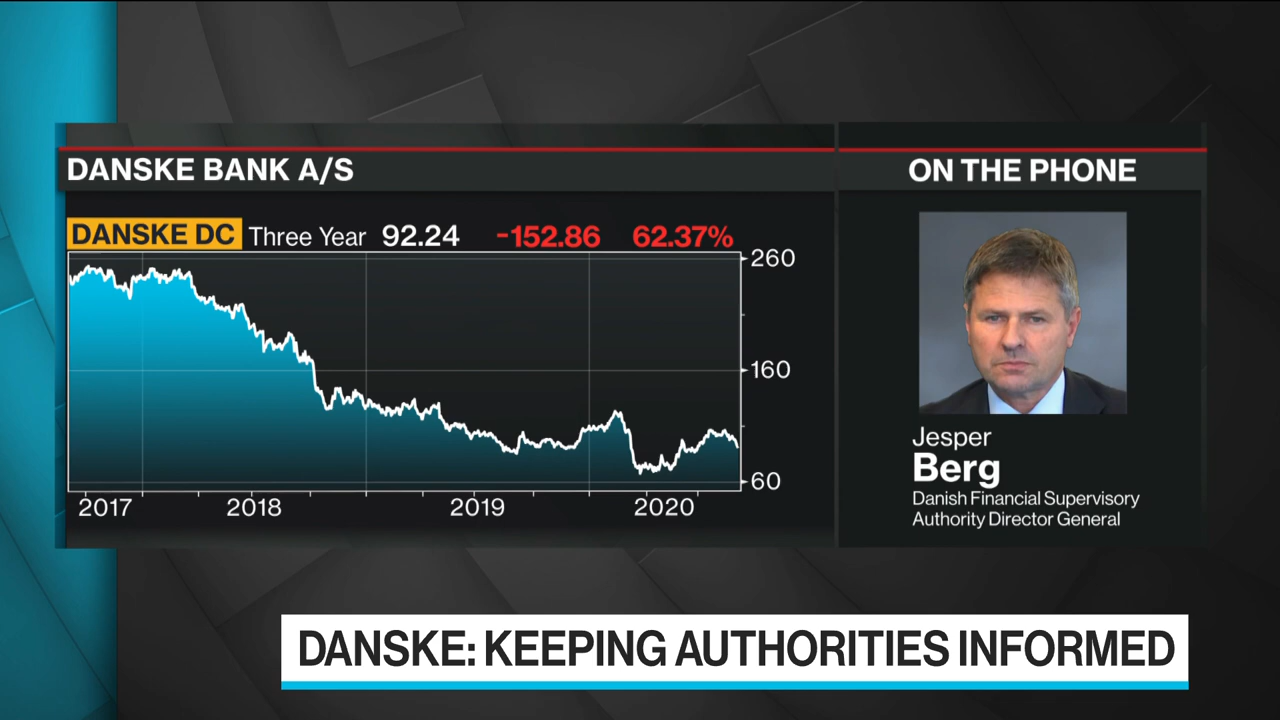 DANSKE BANK A/S
DANSKE DC Three Year 92.24 -152.86 62.37%
260
160
60
2017 2018 2019 2020
ON THE PHONE
Jesper
Berg
Danish Financial Supervisory
Authority Director General
DANSKE: KEEPING AUTHORITIES INFORMED